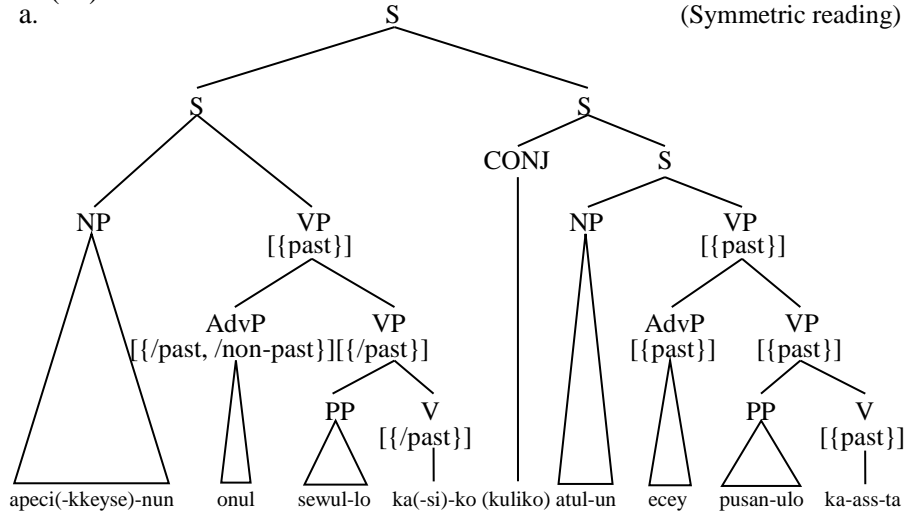 a. S (Symmetric reading)
S S
CONJ S
NP VP NP VP
[{past}] [{past}]
AdvP VP AdvP VP
[{/past, /non-past}][{/past}] [{past}] [{past}]
PP V PP V
[{/past}] [{past}]
apeci(-kkeyse)-nun onul sewul-lo ka(-si)-ko (kuliko) atul-un ecey pusan-ulo ka-ass-ta